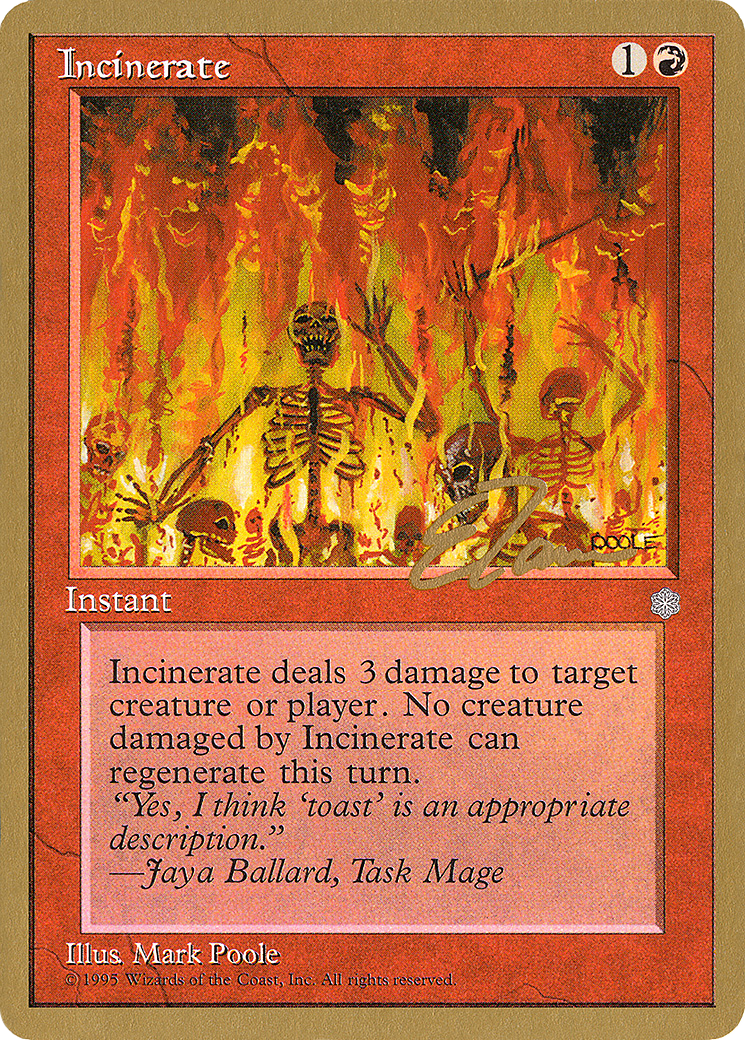 Incinerate 1
POOLE
Instant
Incinerate deals 3 damage to target
creature or player. No creature
damaged by Incinerate can
regenerate this turn.
“Yes, I think ‘toast’ is an appropriate
description.”
—Jaya Ballard, Task Mage
Illus. Mark Poole
© 1995 Wizards of the Coast, Inc. All rights reserved.